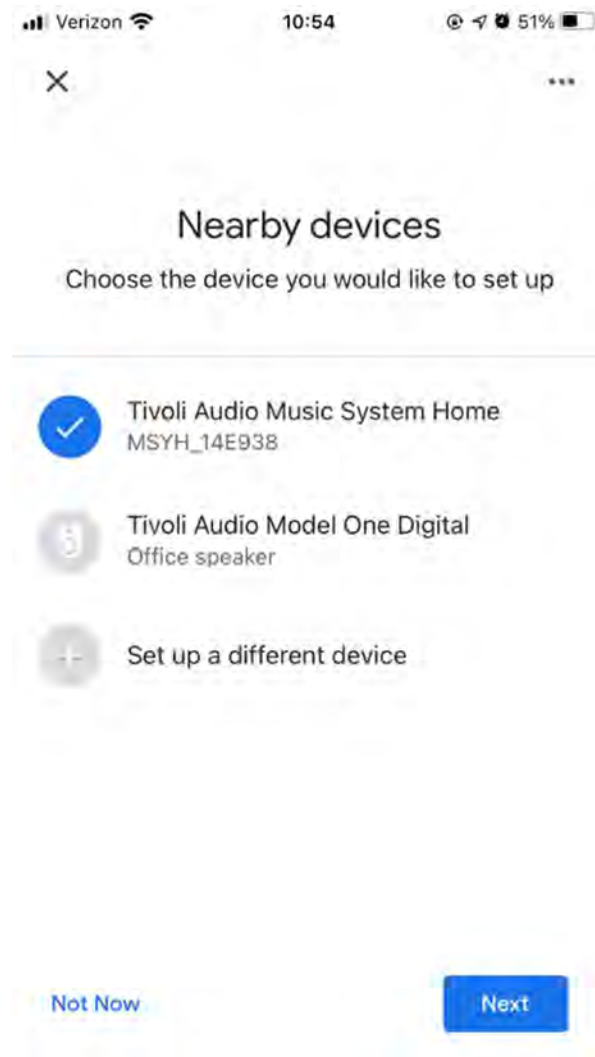 Verizon 10:54 51%
Nearby devices
Choose the device you would like to set up
Tivoli Audio Music System Home
MSYH_14E938
Tivoli Audio Model One Digital
Office speaker
Set up a different device
Not Now Next